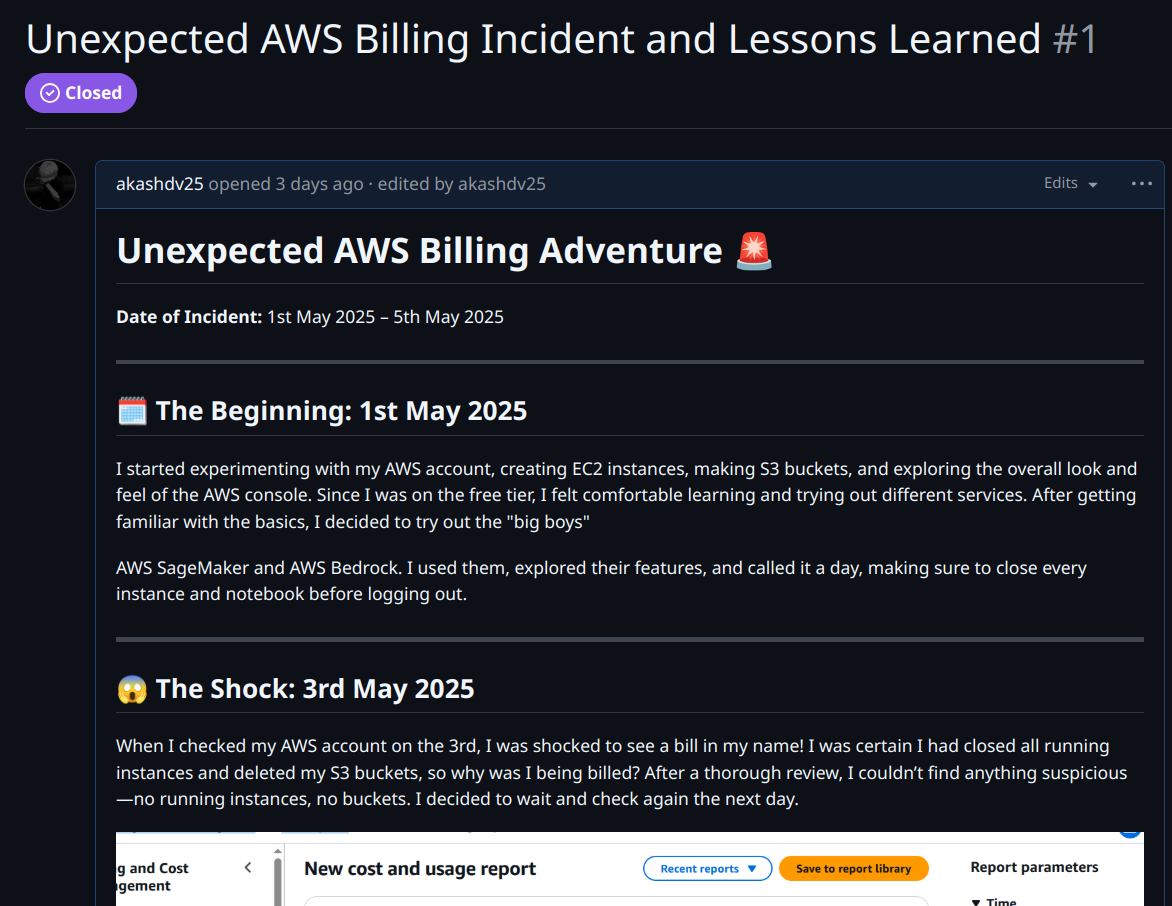 Unexpected AWS Billing Incident and Lessons Learned #1
Closed
akashdv25 opened 3 days ago · edited by akashdv25
Edits
Unexpected AWS Billing Adventure 🚨
Date of Incident: 1st May 2025 – 5th May 2025
🗓️ The Beginning: 1st May 2025
I started experimenting with my AWS account, creating EC2 instances, making S3 buckets, and exploring the overall look and
feel of the AWS console. Since I was on the free tier, I felt comfortable learning and trying out different services. After getting
familiar with the basics, I decided to try out the "big boys"
AWS SageMaker and AWS Bedrock. I used them, explored their features, and called it a day, making sure to close every
instance and notebook before logging out.
😱 The Shock: 3rd May 2025
When I checked my AWS account on the 3rd, I was shocked to see a bill in my name! I was certain I had closed all running
instances and deleted my S3 buckets, so why was I being billed? After a thorough review, I couldn’t find anything suspicious
—no running instances, no buckets. I decided to wait and check again the next day.
g and Cost
gement
New cost and usage report
Recent reports
Save to report library
Report parameters
Time